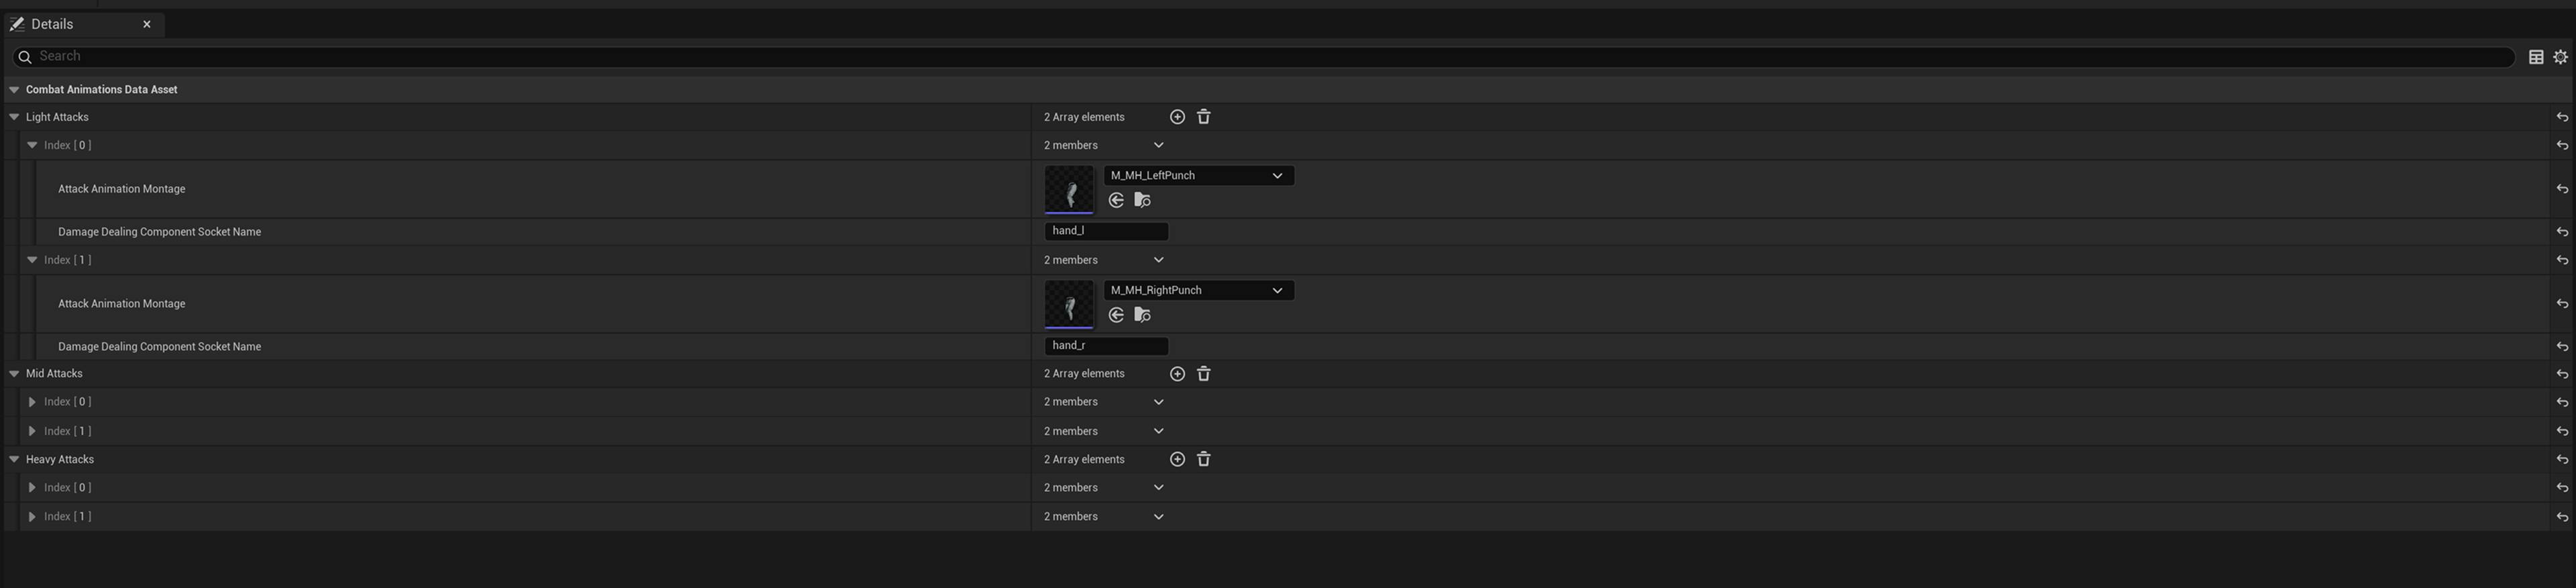 Details
Search
Combat Animations Data Asset
Light Attacks 2 Array elements
Index [ 0 ] 2 members
Attack Animation Montage M_MH_LeftPunch
Damage Dealing Component Socket Name hand_l
Index [ 1 ] 2 members
Attack Animation Montage M_MH_RightPunch
Damage Dealing Component Socket Name hand_r
Mid Attacks 2 Array elements
Index [ 0 ] 2 members
Index [ 1 ] 2 members
Heavy Attacks 2 Array elements
Index [ 0 ] 2 members
Index [ 1 ] 2 members